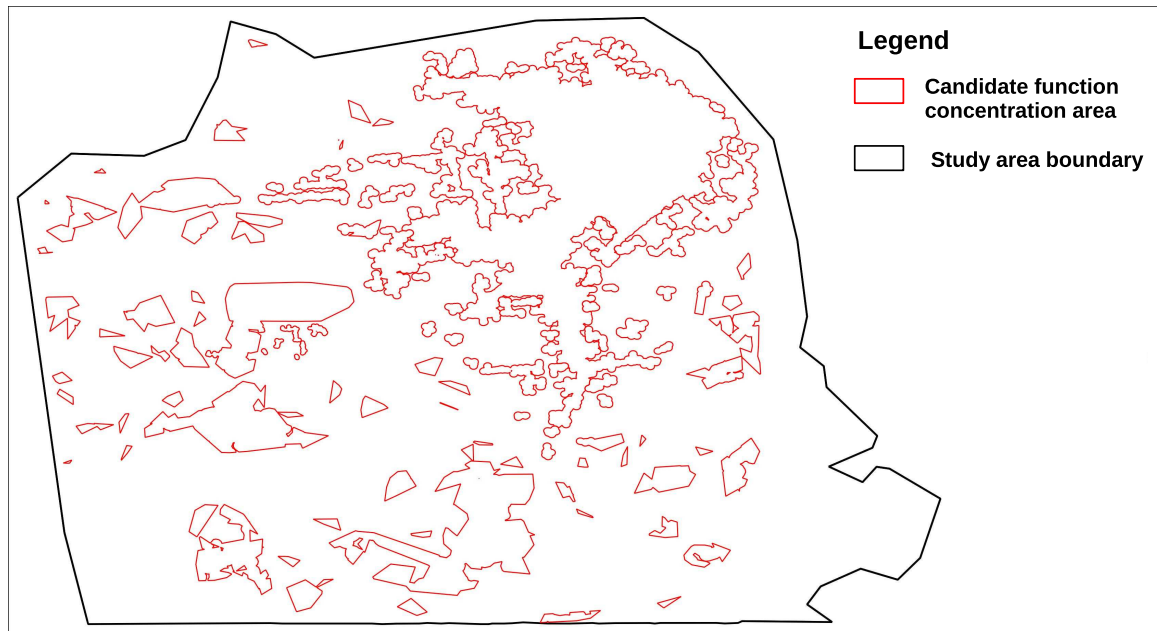 Legend
Candidate function
concentration area
Study area boundary